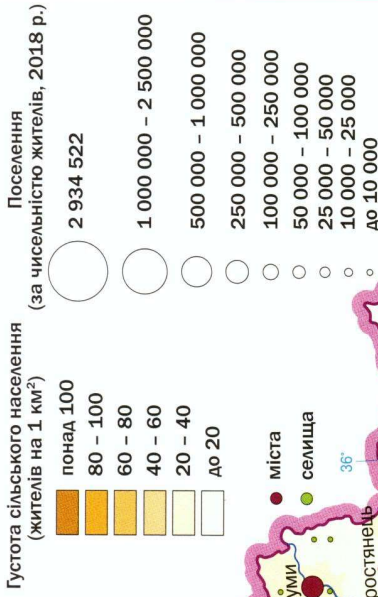 Густота сільського населення
(жителів на 1 км²)
понад 100
80 – 100
60 – 80
40 – 60
20 – 40
до 20
Поселення
(за чисельністю жителів, 2018 р.)
2 934 522
1 000 000 – 2 500 000
500 000 – 1 000 000
250 000 – 500 000
100 000 – 250 000
50 000 – 100 000
25 000 – 50 000
10 000 – 25 000
до 10 000
міста
селища
36°
уми
ростянець